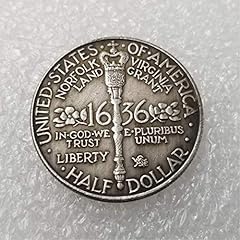 UNITED·STATES·OF·AMERICA
NORFOLK VIRGINIA
LAND GRANT
16 36
IN·GOD·WE E·PLURIBUS
TRUST UNUM
LIBERTY
·HALF DOLLAR·